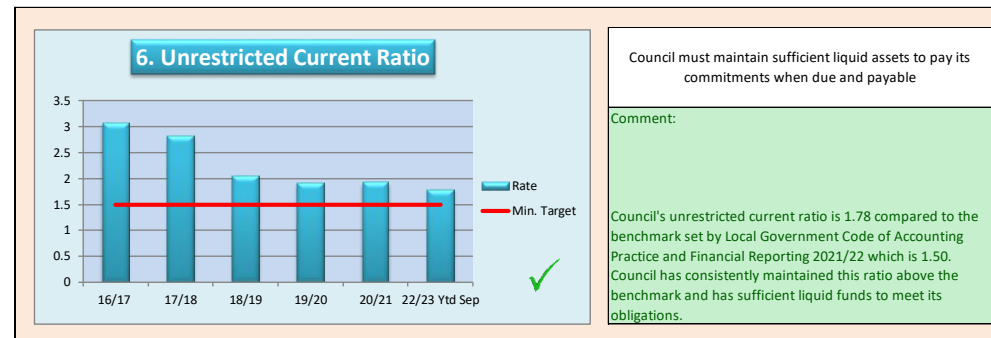 6. Unrestricted Current Ratio
3.5
3
2.5
2
1.5
1
0.5
0
16/17
17/18
18/19
19/20
20/21
22/23 Ytd Sep
Rate
Min. Target
Council must maintain sufficient liquid assets to pay its
commitments when due and payable
Comment:
Council's unrestricted current ratio is 1.78 compared to the
benchmark set by Local Government Code of Accounting
Practice and Financial Reporting 2021/22 which is 1.50.
Council has consistently maintained this ratio above the
benchmark and has sufficient liquid funds to meet its
obligations.